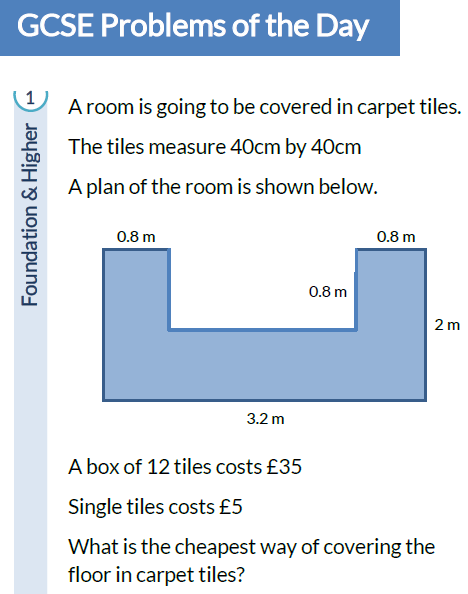 GCSE Problems of the Day
1
Foundation & Higher
A room is going to be covered in carpet tiles.
The tiles measure 40cm by 40cm
A plan of the room is shown below.
0.8 m
0.8 m
0.8 m
2 m
3.2 m
A box of 12 tiles costs £35
Single tiles costs £5
What is the cheapest way of covering the
floor in carpet tiles?